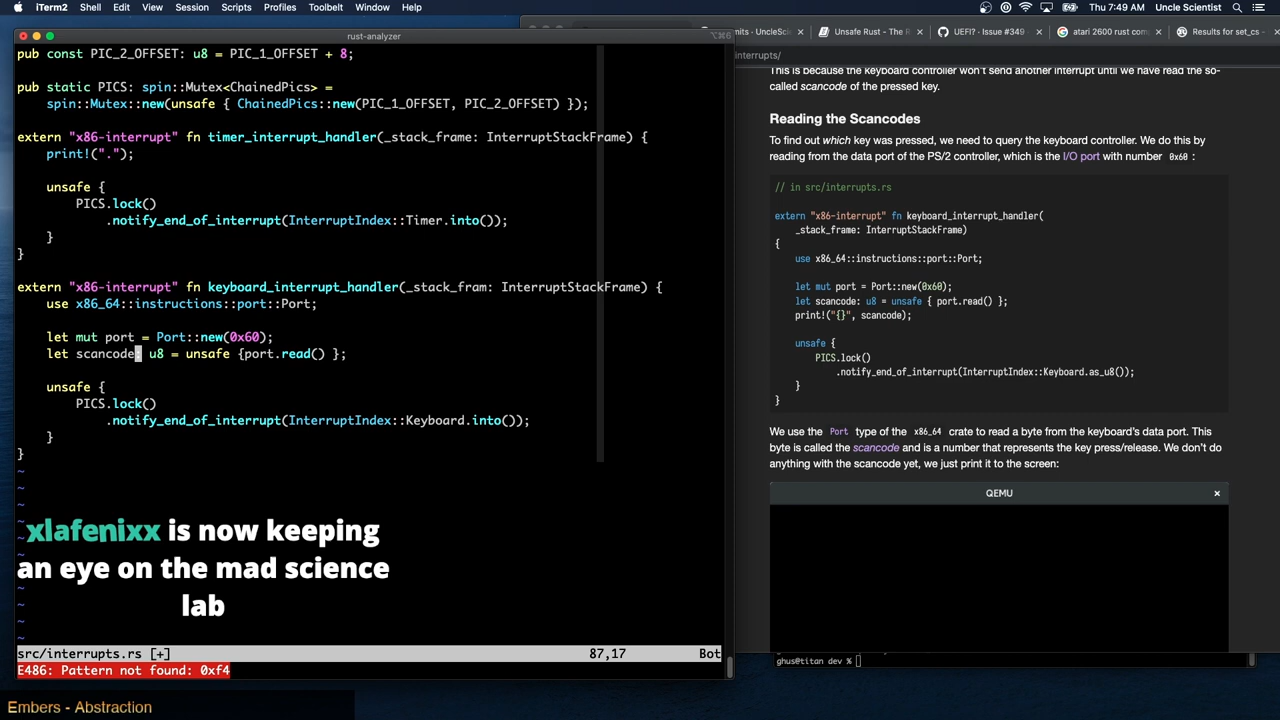 iTerm2 Shell Edit View Session Scripts Profiles Toolbelt Window Help
Thu 7:49 AM Uncle Scientist
rust-analyzer
⌥⌘6
pub const PIC_2_OFFSET: u8 = PIC_1_OFFSET + 8;
pub static PICS: spin::Mutex<ChainedPics> =
    spin::Mutex::new(unsafe { ChainedPics::new(PIC_1_OFFSET, PIC_2_OFFSET) });
extern "x86-interrupt" fn timer_interrupt_handler(_stack_frame: InterruptStackFrame) {
    print!(".");
    unsafe {
        PICS.lock()
            .notify_end_of_interrupt(InterruptIndex::Timer.into());
    }
}
extern "x86-interrupt" fn keyboard_interrupt_handler(_stack_fram: InterruptStackFrame) {
    use x86_64::instructions::port::Port;
    let mut port = Port::new(0x60);
    let scancode: u8 = unsafe {port.read() };
    unsafe {
        PICS.lock()
            .notify_end_of_interrupt(InterruptIndex::Keyboard.into());
    }
}
~
~
~
~
~
~
~
~
~
~
~
xlafenixx is now keeping
an eye on the mad science
lab
src/interrupts.rs [+] 87,17 Bot
E486: Pattern not found: 0xf4
Embers - Abstraction
mits · UncleSci
Unsafe Rust - The R
UEFI? · Issue #349
atari 2600 rust com
Results for set_cs
interrupts/
This is because the keyboard controller won't send another interrupt until we have read the so-
called scancode of the pressed key.
Reading the Scancodes
To find out which key was pressed, we need to query the keyboard controller. We do this by
reading from the data port of the PS/2 controller, which is the I/O port with number 0x60 :
// in src/interrupts.rs
extern "x86-interrupt" fn keyboard_interrupt_handler(
    _stack_frame: InterruptStackFrame)
{
    use x86_64::instructions::port::Port;
    let mut port = Port::new(0x60);
    let scancode: u8 = unsafe { port.read() };
    print!("{}", scancode);
    unsafe {
        PICS.lock()
            .notify_end_of_interrupt(InterruptIndex::Keyboard.as_u8());
    }
}
We use the Port type of the x86_64 crate to read a byte from the keyboard's data port. This
byte is called the scancode and is a number that represents the key press/release. We don't do
anything with the scancode yet, we just print it to the screen:
QEMU
ghus@titan dev %